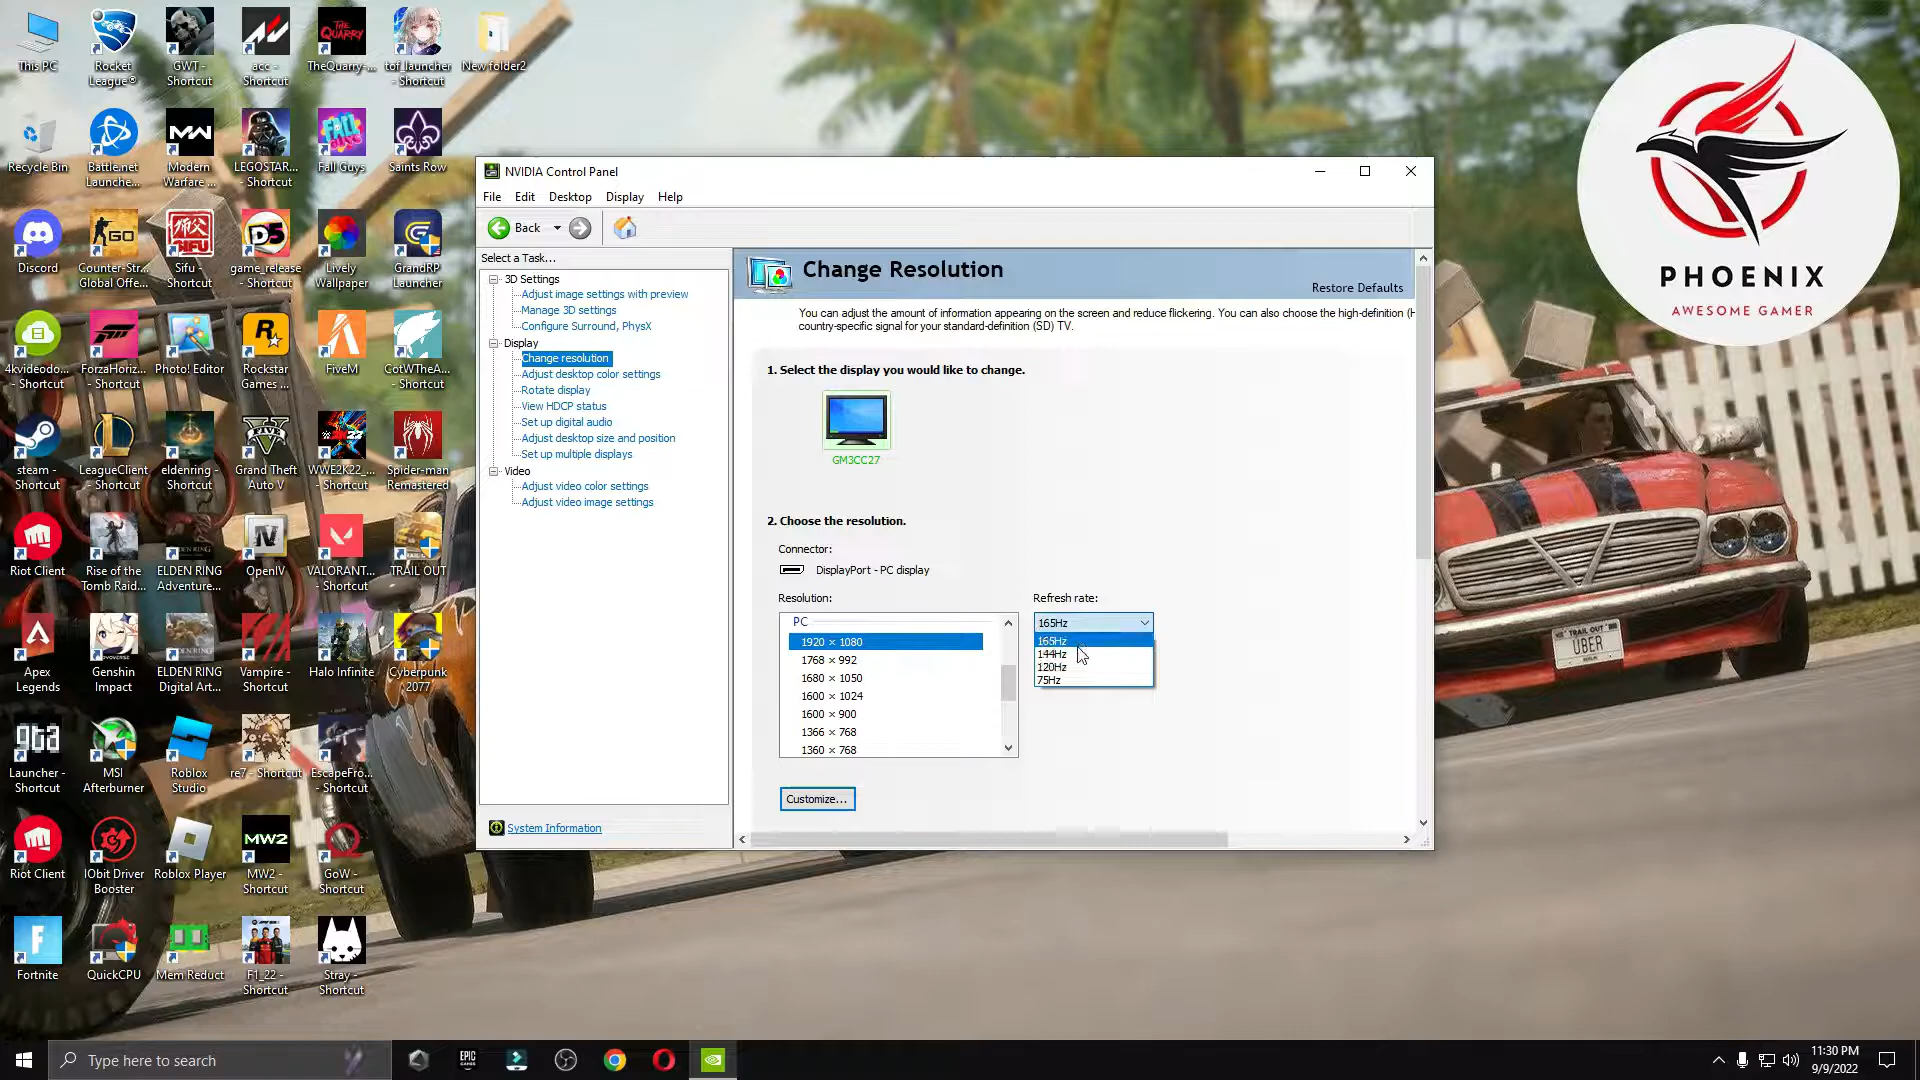 This PC
Rocket
League®
GWT -
Shortcut
acc -
Shortcut
THE
QUARRY
TheQuarry-...
tof_launcher
- Shortcut
New folder2
Recycle Bin
Battle.net
Launche...
Modern
Warfare ...
LEGOSTAR...
- Shortcut
FALL
GUYS
Fall Guys
Saints Row
Discord
GO
Counter-Str...
Global Offe...
SIFU
Sifu -
Shortcut
D5
game_release
- Shortcut
Lively
Wallpaper
GrandRP
Launcher
4kvideodo...
- Shortcut
ForzaHoriz...
- Shortcut
Photo! Editor
Rockstar
Games ...
FiveM
CotWTheA...
- Shortcut
steam -
Shortcut
LeagueClient
- Shortcut
eldenring -
Shortcut
Grand Theft
Auto V
WWE2K22_...
- Shortcut
Spider-man
Remastered
Riot Client
Rise of the
Tomb Raid...
ELDEN RING
ELDEN RING
Adventure...
OpenIV
VALORANT...
- Shortcut
TRAIL OUT
Apex
Legends
Genshin
Impact
ELDEN RING
Digital Art...
Vampire -
Shortcut
Halo Infinite
Cyberpunk
2077
gta
Launcher -
Shortcut
MSI
Afterburner
Roblox
Studio
re7 - Shortcut
EscapeFro...
- Shortcut
Riot Client
IObit Driver
Booster
Roblox Player
MW2
MW2 -
Shortcut
GoW -
Shortcut
Fortnite
QuickCPU
Mem Reduct
F1_22 -
Shortcut
Stray -
Shortcut
NVIDIA Control Panel
File Edit Desktop Display Help
Back
Select a Task...
3D Settings
Adjust image settings with preview
Manage 3D settings
Configure Surround, PhysX
Display
Change resolution
Adjust desktop color settings
Rotate display
View HDCP status
Set up digital audio
Adjust desktop size and position
Set up multiple displays
Video
Adjust video color settings
Adjust video image settings
System Information
Change Resolution
Restore Defaults
You can adjust the amount of information appearing on the screen and reduce flickering. You can also choose the high-definition (H
country-specific signal for your standard-definition (SD) TV.
1. Select the display you would like to change.
GM3CC27
2. Choose the resolution.
Connector:
DisplayPort - PC display
Resolution:
PC
1920 × 1080
1768 × 992
1680 × 1050
1600 × 1024
1600 × 900
1366 × 768
1360 × 768
Refresh rate:
165Hz
165Hz
144Hz
120Hz
75Hz
Customize...
PHOENIX
AWESOME GAMER
TRAIL OUT
UBER
Type here to search
EPIC
GAMES
11:30 PM
9/9/2022